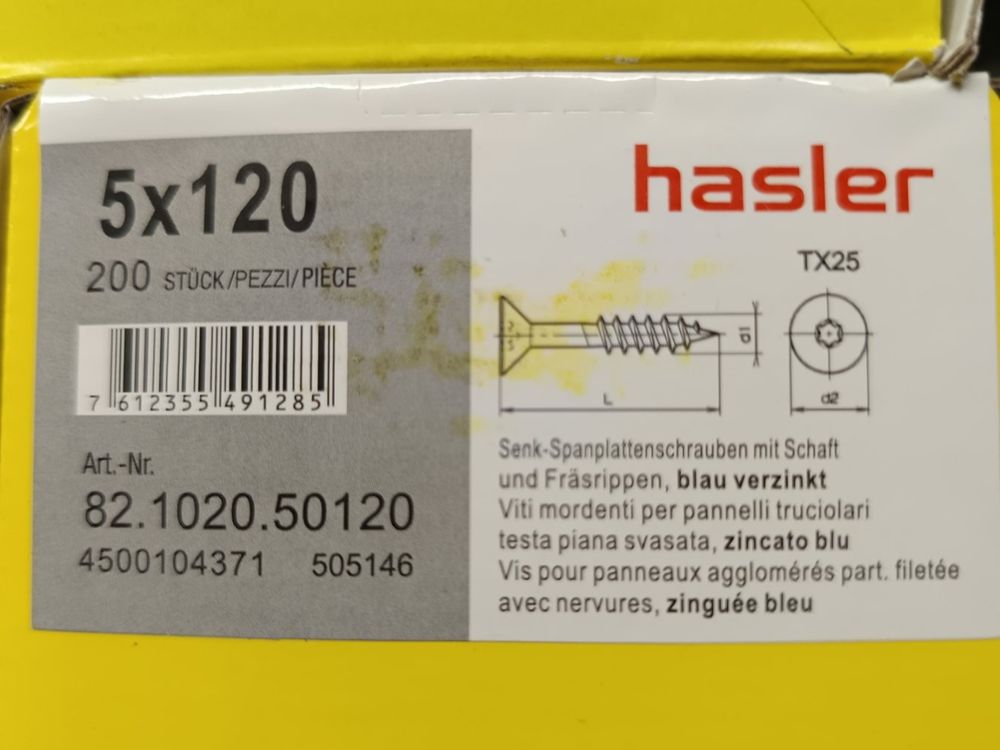 5x120
200 STÜCK/PEZZI/PIÈCE
7 612355 491285
Art.-Nr.
82.1020.50120
4500104371 505146
hasler
TX25
d1
L
d2
Senk-Spanplattenschrauben mit Schaft
und Fräsrippen, blau verzinkt
Viti mordenti per pannelli truciolari
testa piana svasata, zincato blu
Vis pour panneaux agglomérés part. filetée
avec nervures, zinguée bleu